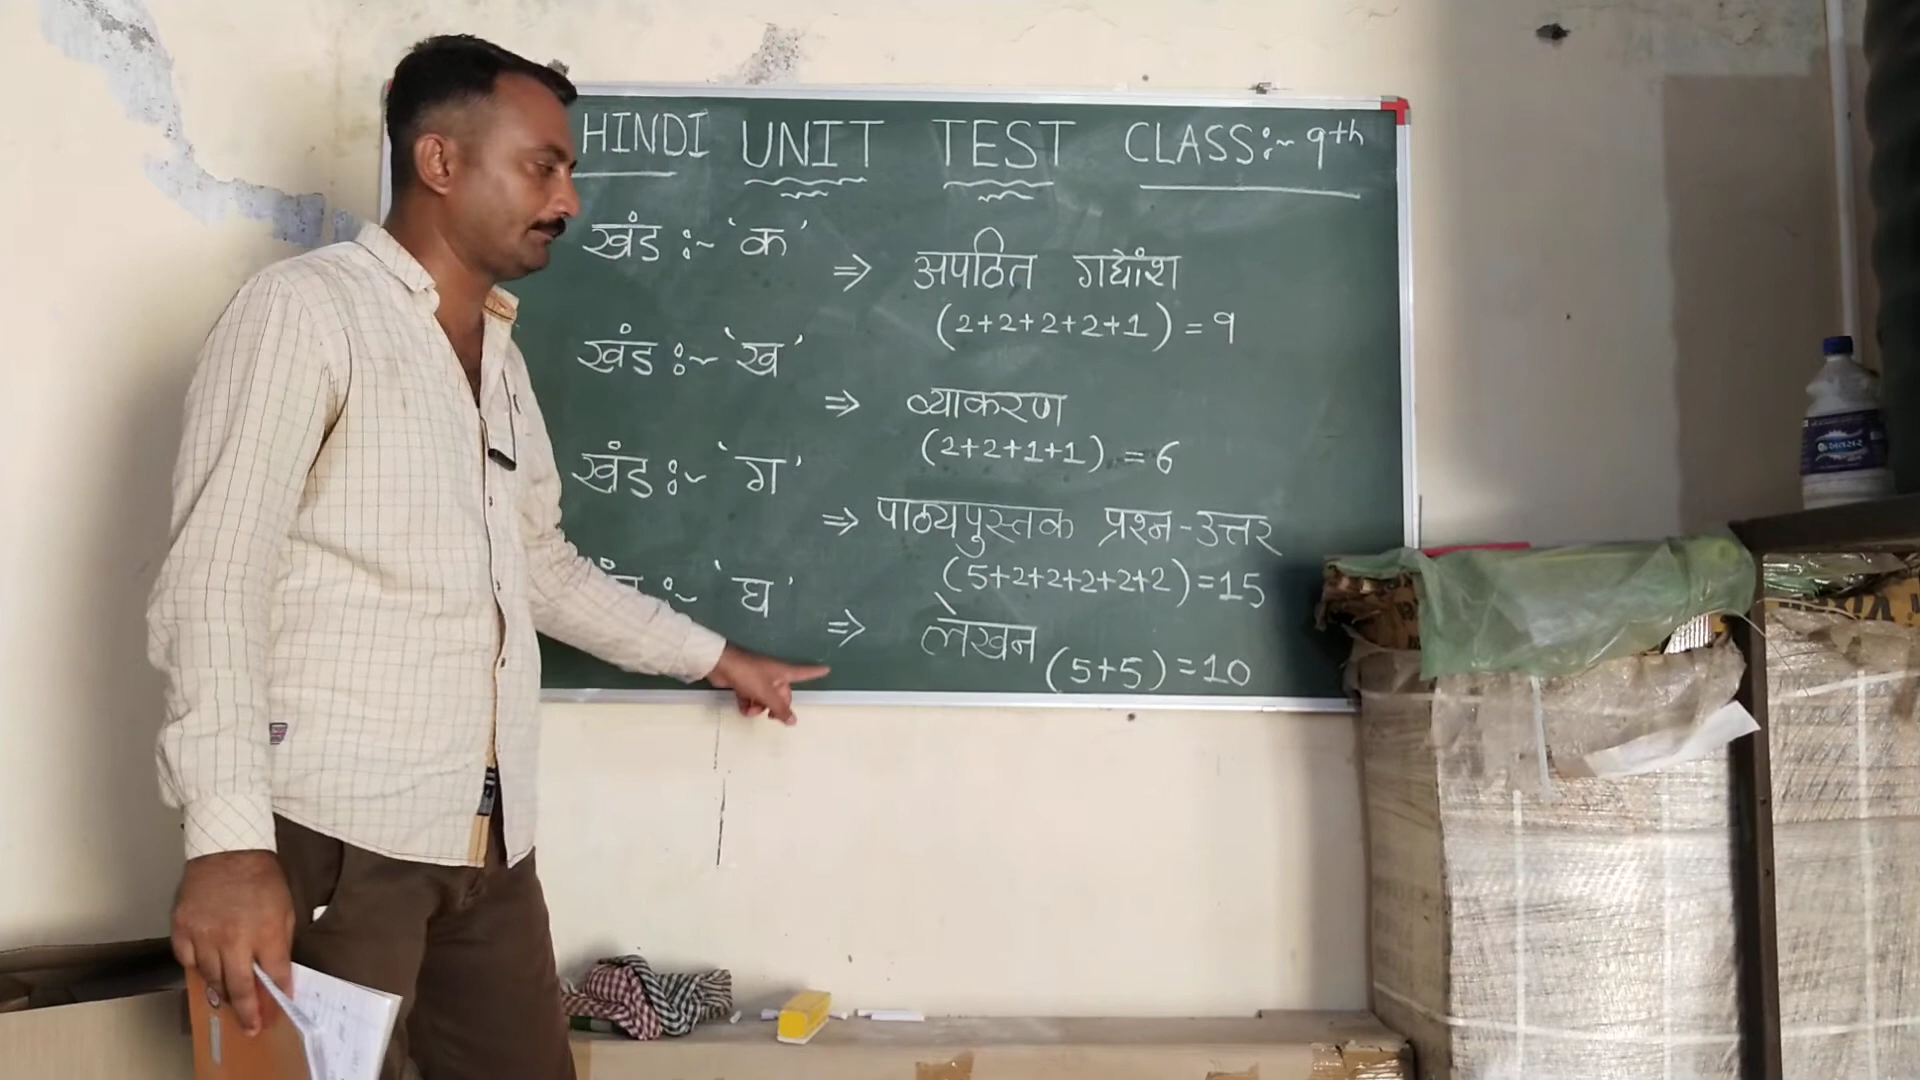 HINDI UNIT TEST CLASS:- 9th
खंड :- 'क'
⇒ अपठित गद्यांश
(2+2+2+2+1) = 9
खंड :- 'ख'
⇒ व्याकरण
(2+2+1+1) = 6
खंड :- 'ग'
⇒ पाठ्यपुस्तक प्रश्न-उत्तर
(5+2+2+2+2+2) = 15
:- 'घ'
⇒ लेखन (5+5) = 10